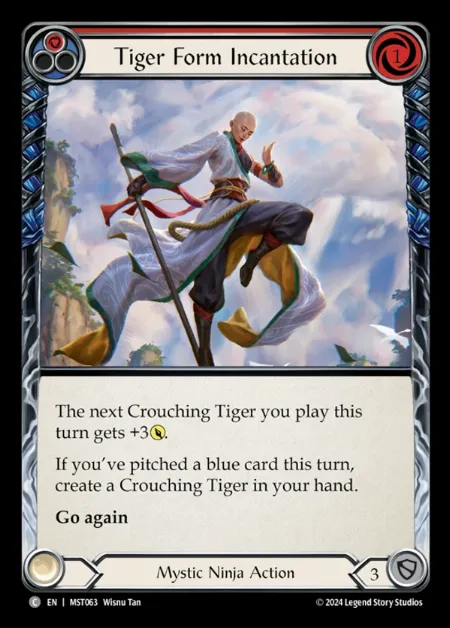 Tiger Form Incantation
1
The next Crouching Tiger you play this
turn gets +3.
If you've pitched a blue card this turn,
create a Crouching Tiger in your hand.
Go again
Mystic Ninja Action
3
C EN | MST063 Wisnu Tan
© 2024 Legend Story Studios